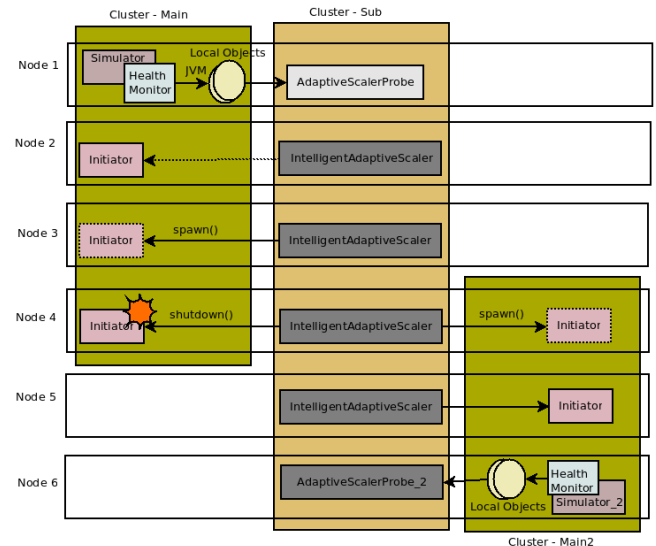 Cluster - Main
Cluster - Sub
Node 1
Simulator
Health
Monitor
JVM
Local Objects
AdaptiveScalerProbe
Node 2
Initiator
IntelligentAdaptiveScaler
Node 3
Initiator
spawn()
IntelligentAdaptiveScaler
Node 4
Initiator
shutdown()
IntelligentAdaptiveScaler
spawn()
Initiator
Node 5
IntelligentAdaptiveScaler
Initiator
Node 6
AdaptiveScalerProbe_2
Local Objects
Health
Monitor
Simulator_2
Cluster - Main2